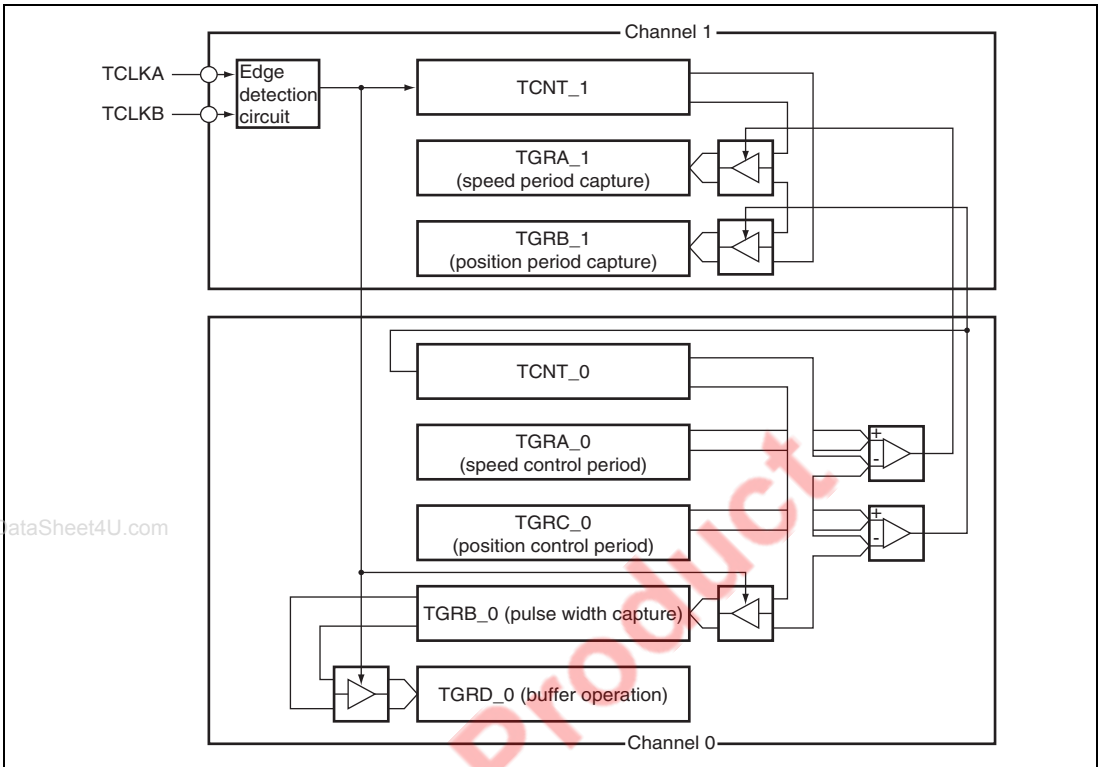 Channel 1
TCLKA
TCLKB
Edge
detection
circuit
TCNT_1
TGRA_1
(speed period capture)
TGRB_1
(position period capture)
TCNT_0
TGRA_0
(speed control period)
+
-
TGRC_0
(position control period)
+
-
TGRB_0 (pulse width capture)
TGRD_0 (buffer operation)
Channel 0
ataSheet4U.com
Product